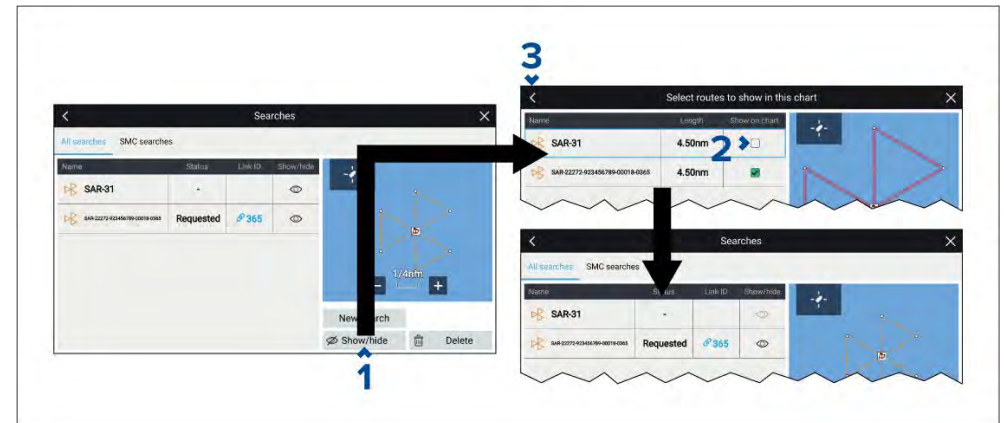 Searches
All searches SMC searches
Name Status Link ID Show/hide
SAR-31 -
SAR-22272-923456789-00018-0365 Requested 365
1/4nm
New
rch
Show/hide Delete
1
3
Select routes to show in this chart
Name Length Show on chart
SAR-31 4.50nm
2
SAR-22272-923456789-00018-0365 4.50nm
Searches
All searches SMC searches
Name Link ID Show/hide
SAR-31 -
SAR-22272-923456789-00018-0365 Requested 365